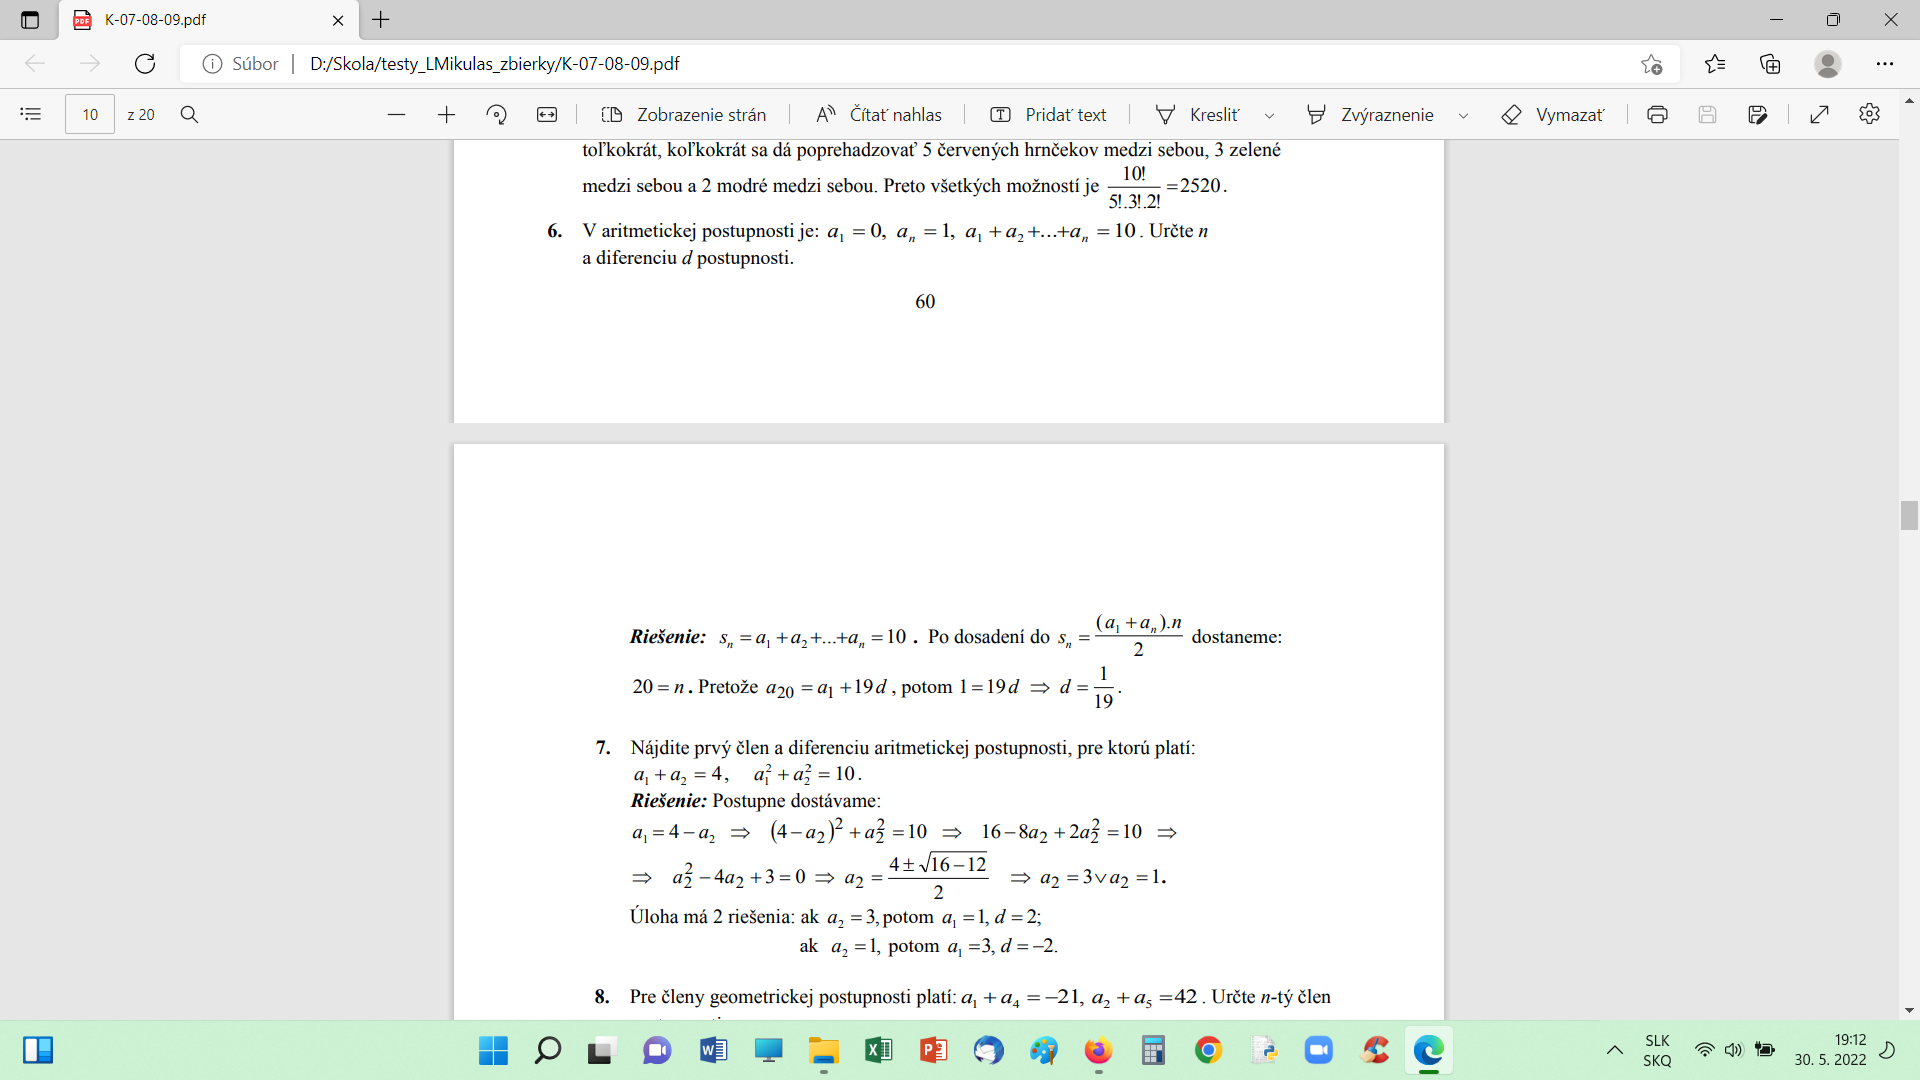 K-07-08-09.pdf
Súbor | D:/Skola/testy_LMikulas_zbierky/K-07-08-09.pdf
10 z 20 Zobrazenie strán Čítať nahlas Pridať text Kresliť Zvýraznenie Vymazať
toľkokrát, koľkokrát sa dá poprehadzovať 5 červených hrnčekov medzi sebou, 3 zelené
medzi sebou a 2 modré medzi sebou. Preto všetkých možností je 10!/(5!.3!.2!) = 2520.
6. V aritmetickej postupnosti je: a₁ = 0, aₙ = 1, a₁ + a₂ +...+aₙ = 10. Určte n
a diferenciu d postupnosti.
60
Riešenie: sₙ = a₁ + a₂ +...+aₙ = 10 . Po dosadení do sₙ = (a₁ + aₙ).n/2 dostaneme:
20 = n . Pretože a₂₀ = a₁ + 19d , potom 1 = 19d ⇒ d = 1/19 .
7. Nájdite prvý člen a diferenciu aritmetickej postupnosti, pre ktorú platí:
a₁ + a₂ = 4, a₁² + a₂² = 10.
Riešenie: Postupne dostávame:
a₁ = 4 − a₂ ⇒ (4 − a₂)² + a₂² = 10 ⇒ 16 − 8a₂ + 2a₂² = 10 ⇒
⇒ a₂² − 4a₂ + 3 = 0 ⇒ a₂ = (4 ± √(16 − 12))/2 ⇒ a₂ = 3 ∨ a₂ = 1.
Úloha má 2 riešenia: ak a₂ = 3, potom a₁ = 1, d = 2;
ak a₂ = 1, potom a₁ = 3, d = −2.
8. Pre členy geometrickej postupnosti platí: a₁ + a₄ = −21, a₂ + a₅ = 42 . Určte n-tý člen
SLK
SKQ
19:12
30. 5. 2022